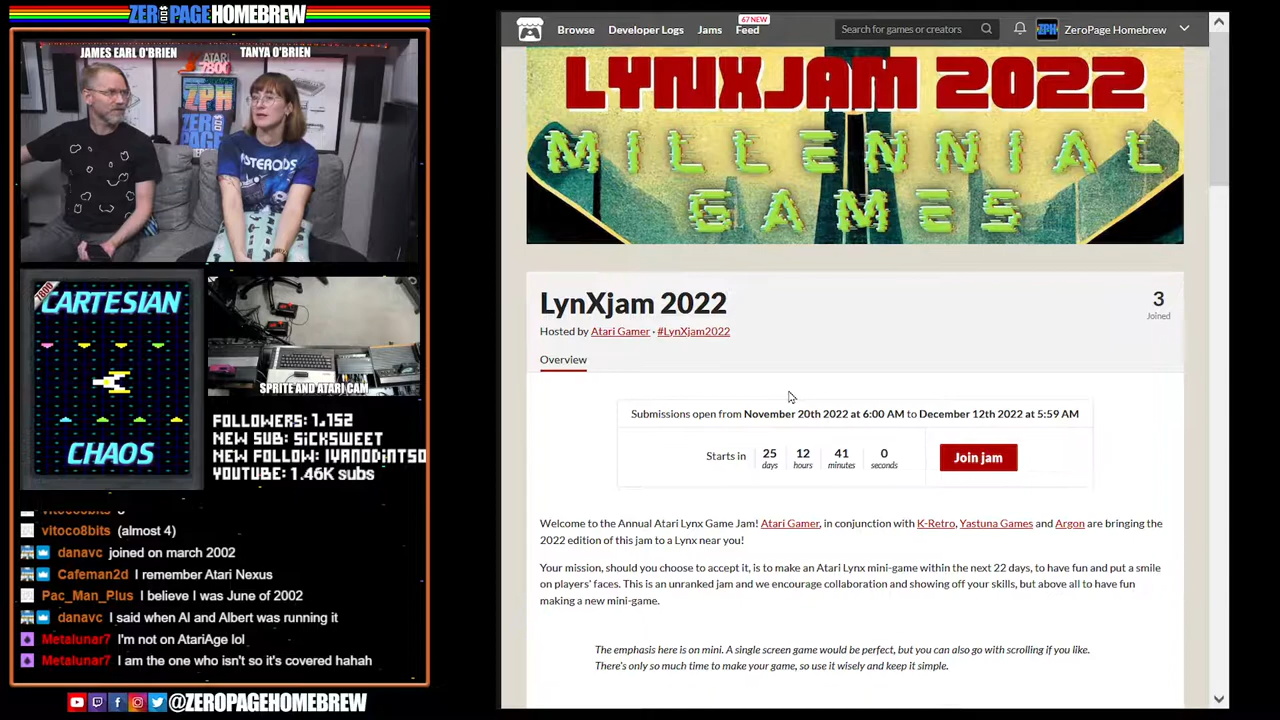 ZERO PAGE HOMEBREW
JAMES EARL O'BRIEN
TANYA O'BRIEN
ATARI
7800
ZPH
ZERO
PAGE
ASTEROIDS
ZERO
CARTESIAN
CHAOS
SPRITE AND ATARI CAM
FOLLOWERS: 1,152
NEW SUB: SICKSWEET
NEW FOLLOW: IVANODINTSO
YOUTUBE: 1.46K subs
vitoco8bits (almost 4)
danavc joined on march 2002
Cafeman2d I remember Atari Nexus
Pac_Man_Plus I believe I was June of 2002
danavc I said when Al and Albert was running it
Metalunar7 I'm not on AtariAge lol
Metalunar7 I am the one who isn't so it's covered hahah
@ZEROPAGEHOMEBREW
Browse Developer Logs Jams Feed 67 NEW Search for games or creators ZPH ZeroPage Homebrew
LYNXJAM 2022
MILLENNIAL
GAMES
LynXjam 2022
3
Joined
Hosted by Atari Gamer · #LynXjam2022
Overview
Submissions open from November 20th 2022 at 6:00 AM to December 12th 2022 at 5:59 AM
Starts in 25 days 12 hours 41 minutes 0 seconds Join jam
Welcome to the Annual Atari Lynx Game Jam! Atari Gamer, in conjunction with K-Retro, Yastuna Games and Argon are bringing the
2022 edition of this jam to a Lynx near you!
Your mission, should you choose to accept it, is to make an Atari Lynx mini-game within the next 22 days, to have fun and put a smile
on players' faces. This is an unranked jam and we encourage collaboration and showing off your skills, but above all to have fun
making a new mini-game.
The emphasis here is on mini. A single screen game would be perfect, but you can also go with scrolling if you like.
There's only so much time to make your game, so use it wisely and keep it simple.